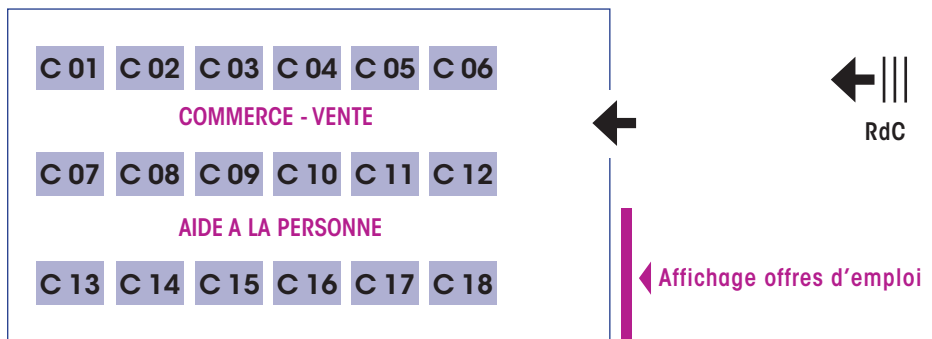 C 01 C 02 C 03 C 04 C 05 C 06
COMMERCE - VENTE
RdC
C 07 C 08 C 09 C 10 C 11 C 12
AIDE A LA PERSONNE
C 13 C 14 C 15 C 16 C 17 C 18
Affichage offres d'emploi